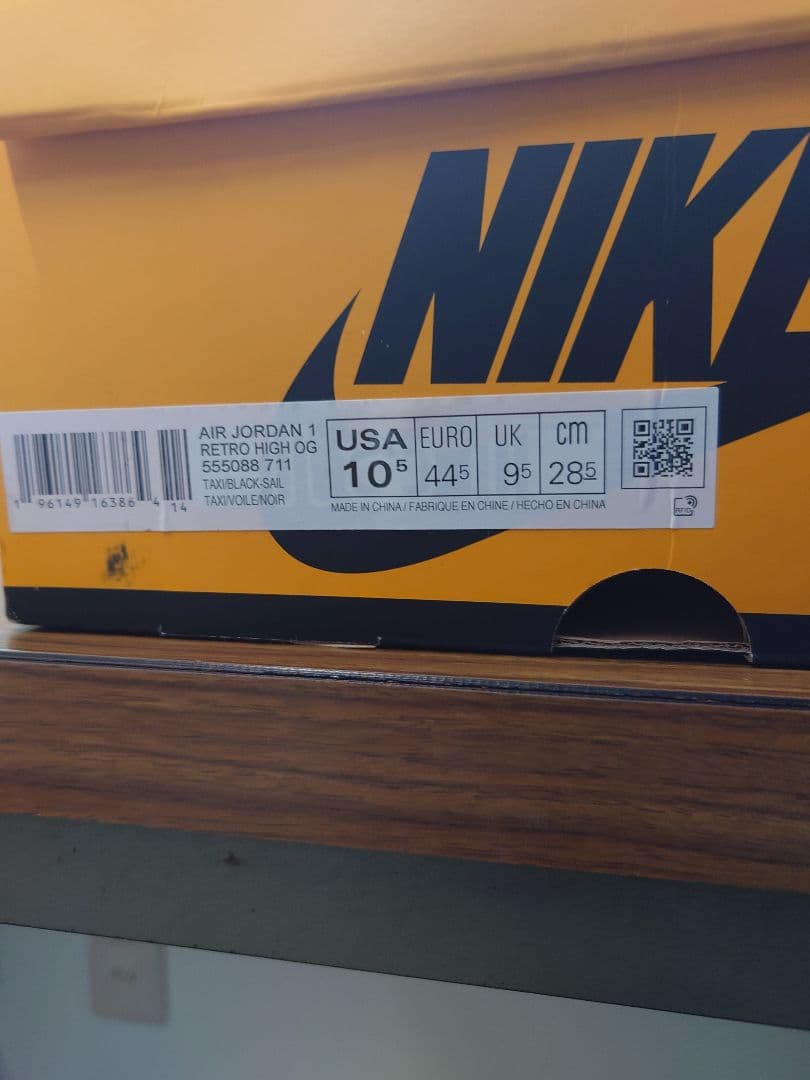 NIK
AIR JORDAN 1
RETRO HIGH OG
555088 711
TAXI/BLACK-SAIL
TAXI/VOILE/NOIR
1 96149 16386 4 14
USA EURO UK cm
10⁵ 44⁵ 9⁵ 28⁵
MADE IN CHINA / FABRIQUE EN CHINE / HECHO EN CHINA
RFID